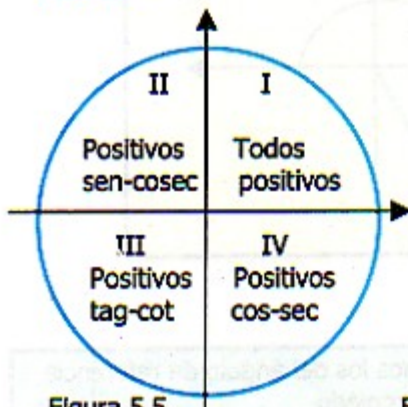 II
I
Positivos
sen-cosec
Todos
positivos
III
Positivos
tag-cot
IV
Positivos
cos-sec
Figura 5.5